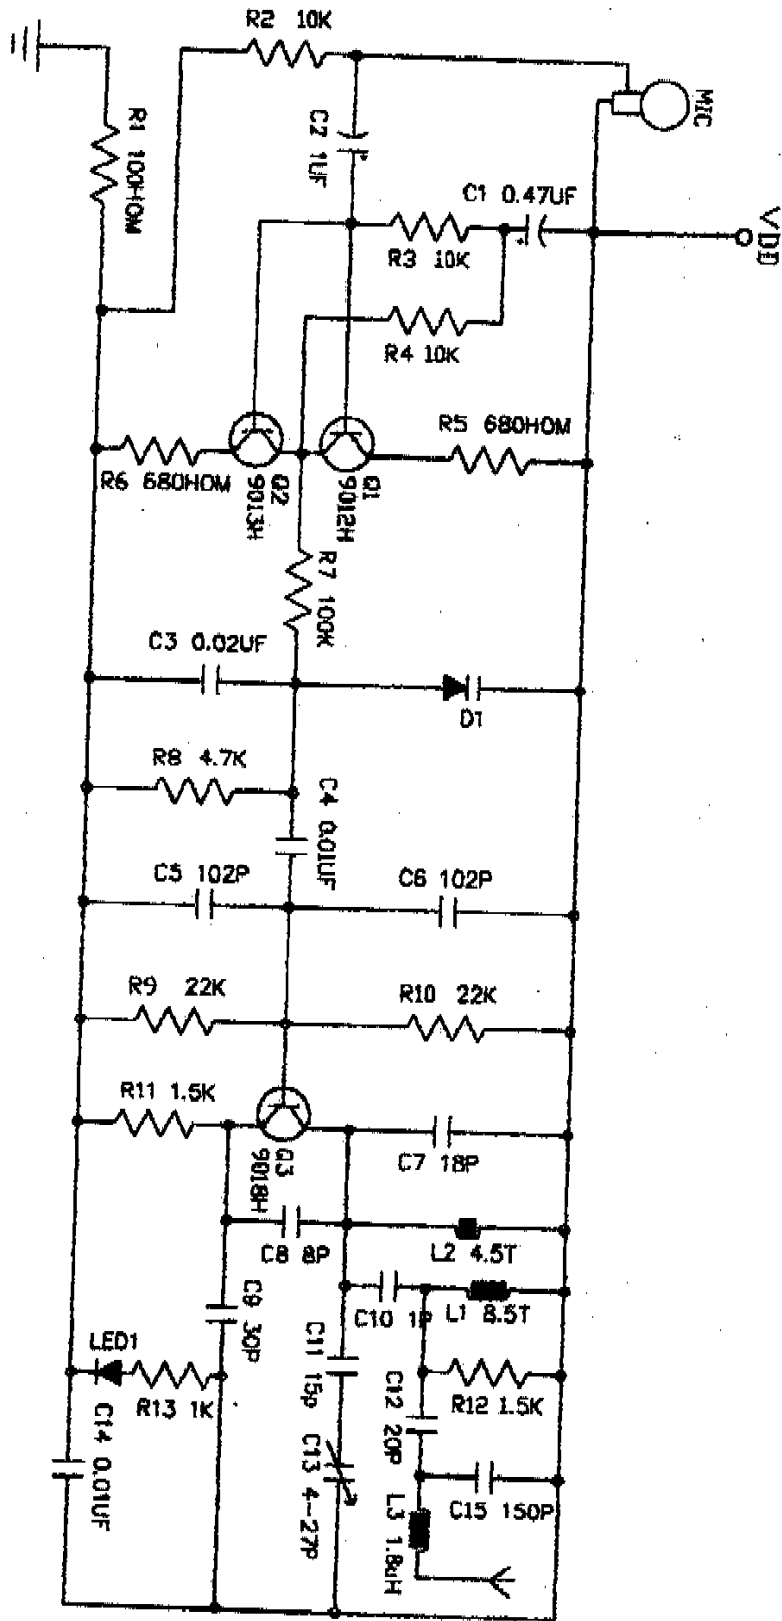 R2 10K
MIC
R1 100HOM
C2 1UF
C1 0.47UF
VDD
R3 10K
R4 10K
R5 680HOM
R6 680HOM
Q2
9013H
Q1
9012H
R7 100K
C3 0.02UF
D1
R8 4.7K
C4 0.01UF
C5 102P
C6 102P
R9 22K
R10 22K
R11 1.5K
Q3
9018H
C7 18P
C8 8P
L2 4.5T
C9 30P
C10 1P
L1 8.5T
LED1
C11 15p
R13 1K
C12 20P
R12 1.5K
C14 0.01UF
C13 4--27P
L3 1.8uH
C15 150P